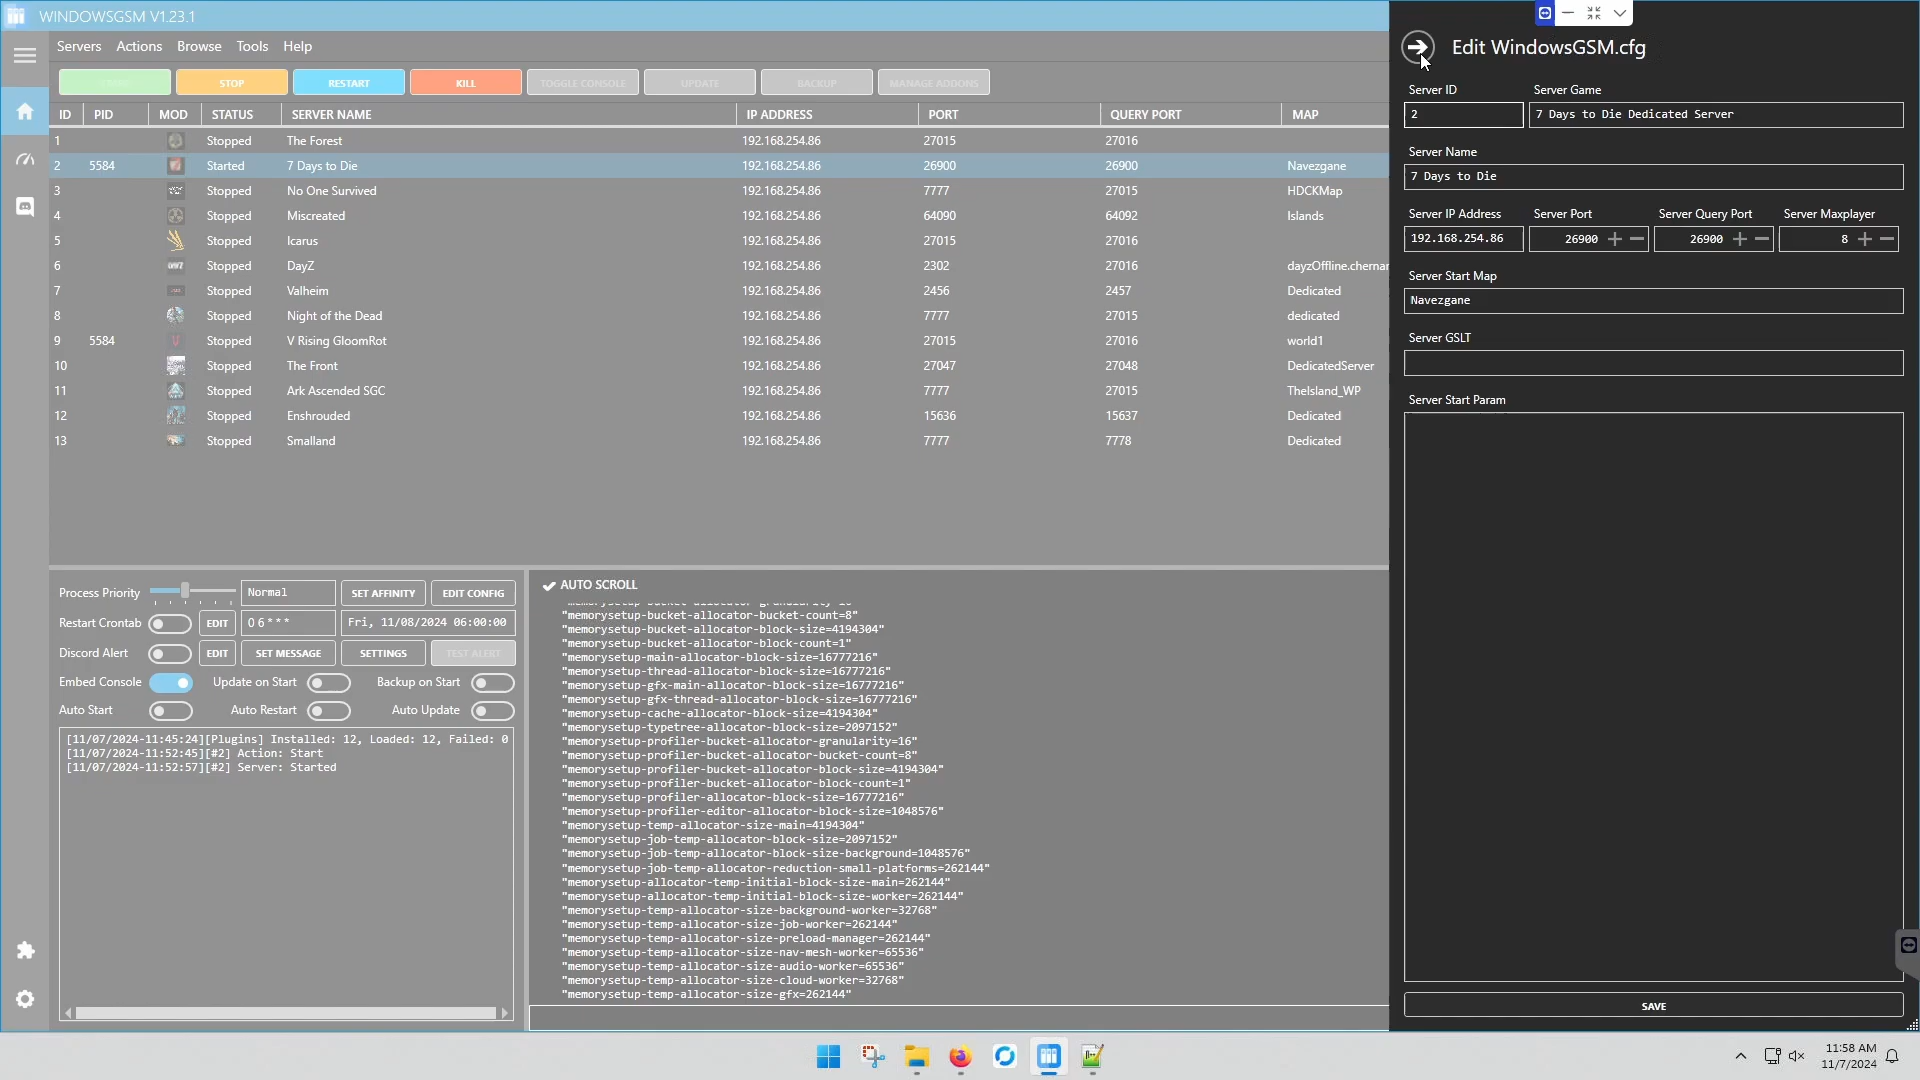 WINDOWSGSM V1.23.1
Servers Actions Browse Tools Help
STOP RESTART KILL TOGGLE CONSOLE UPDATE BACKUP MANAGE ADDONS
ID PID MOD STATUS SERVER NAME IP ADDRESS PORT QUERY PORT MAP
1 Stopped The Forest 192.168.254.86 27015 27016
2 5584 Started 7 Days to Die 192.168.254.86 26900 26900 Navezgane
3 Stopped No One Survived 192.168.254.86 7777 27015 HDCKMap
4 Stopped Miscreated 192.168.254.86 64090 64092 Islands
5 Stopped Icarus 192.168.254.86 27015 27016
6 Stopped DayZ 192.168.254.86 2302 27016 dayzOffline.chernar
7 Stopped Valheim 192.168.254.86 2456 2457 Dedicated
8 Stopped Night of the Dead 192.168.254.86 7777 27015 dedicated
9 5584 Stopped V Rising GloomRot 192.168.254.86 27015 27016 world1
10 Stopped The Front 192.168.254.86 27047 27048 DedicatedServer
11 Stopped Ark Ascended SGC 192.168.254.86 7777 27015 TheIsland_WP
12 Stopped Enshrouded 192.168.254.86 15636 15637 Dedicated
13 Stopped Smalland 192.168.254.86 7777 7778 Dedicated
Process Priority Normal SET AFFINITY EDIT CONFIG
Restart Crontab EDIT 0 6 * * * Fri, 11/08/2024 06:00:00
Discord Alert EDIT SET MESSAGE SETTINGS TEST ALERT
Embed Console Update on Start Backup on Start
Auto Start Auto Restart Auto Update
[11/07/2024-11:45:24][Plugins] Installed: 12, Loaded: 12, Failed: 0
[11/07/2024-11:52:45][#2] Action: Start
[11/07/2024-11:52:57][#2] Server: Started
AUTO SCROLL
"memorysetup-bucket-allocator-granularity=16"
"memorysetup-bucket-allocator-bucket-count=8"
"memorysetup-bucket-allocator-block-size=4194304"
"memorysetup-bucket-allocator-block-count=1"
"memorysetup-main-allocator-block-size=16777216"
"memorysetup-thread-allocator-block-size=16777216"
"memorysetup-gfx-main-allocator-block-size=16777216"
"memorysetup-gfx-thread-allocator-block-size=16777216"
"memorysetup-cache-allocator-block-size=4194304"
"memorysetup-typetree-allocator-block-size=2097152"
"memorysetup-profiler-bucket-allocator-granularity=16"
"memorysetup-profiler-bucket-allocator-bucket-count=8"
"memorysetup-profiler-bucket-allocator-block-size=4194304"
"memorysetup-profiler-bucket-allocator-block-count=1"
"memorysetup-profiler-allocator-block-size=16777216"
"memorysetup-profiler-editor-allocator-block-size=1048576"
"memorysetup-temp-allocator-size-main=4194304"
"memorysetup-job-temp-allocator-block-size=2097152"
"memorysetup-job-temp-allocator-block-size-background=1048576"
"memorysetup-job-temp-allocator-reduction-small-platforms=262144"
"memorysetup-allocator-temp-initial-block-size-main=262144"
"memorysetup-allocator-temp-initial-block-size-worker=262144"
"memorysetup-temp-allocator-size-background-worker=32768"
"memorysetup-temp-allocator-size-job-worker=262144"
"memorysetup-temp-allocator-size-preload-manager=262144"
"memorysetup-temp-allocator-size-nav-mesh-worker=65536"
"memorysetup-temp-allocator-size-audio-worker=65536"
"memorysetup-temp-allocator-size-cloud-worker=32768"
"memorysetup-temp-allocator-size-gfx=262144"
Edit WindowsGSM.cfg
Server ID Server Game
2 7 Days to Die Dedicated Server
Server Name
7 Days to Die
Server IP Address Server Port Server Query Port Server Maxplayer
192.168.254.86 26900 26900 8
Server Start Map
Navezgane
Server GSLT
Server Start Param
SAVE
11:58 AM
11/7/2024